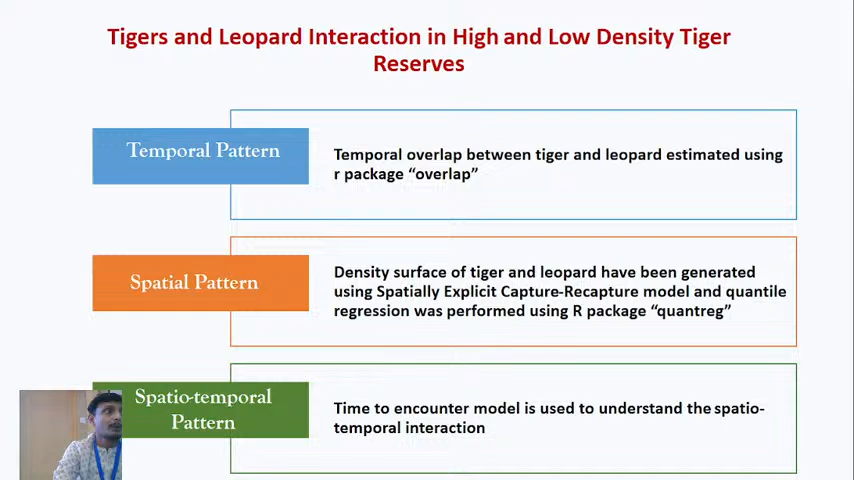 Tigers and Leopard Interaction in High and Low Density Tiger
Reserves
Temporal Pattern
Temporal overlap between tiger and leopard estimated using
r package “overlap”
Spatial Pattern
Density surface of tiger and leopard have been generated
using Spatially Explicit Capture-Recapture model and quantile
regression was performed using R package “quantreg”
Spatio-temporal
Pattern
Time to encounter model is used to understand the spatio-
temporal interaction